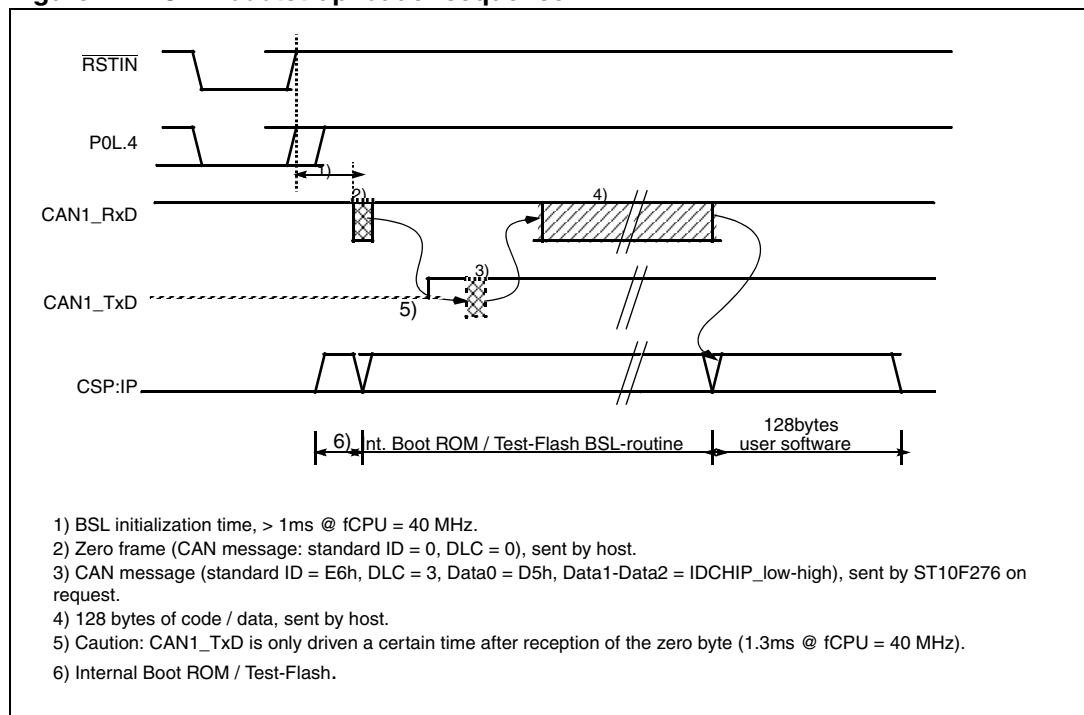 RSTIN
P0L.4
1)
2)
4)
CAN1_RxD
3)
CAN1_TxD
5)
CSP:IP
128bytes
6) Int. Boot ROM / Test-Flash BSL-routine user software
1) BSL initialization time, > 1ms @ fCPU = 40 MHz.
2) Zero frame (CAN message: standard ID = 0, DLC = 0), sent by host.
3) CAN message (standard ID = E6h, DLC = 3, Data0 = D5h, Data1-Data2 = IDCHIP_low-high), sent by ST10F276 on
request.
4) 128 bytes of code / data, sent by host.
5) Caution: CAN1_TxD is only driven a certain time after reception of the zero byte (1.3ms @ fCPU = 40 MHz).
6) Internal Boot ROM / Test-Flash.